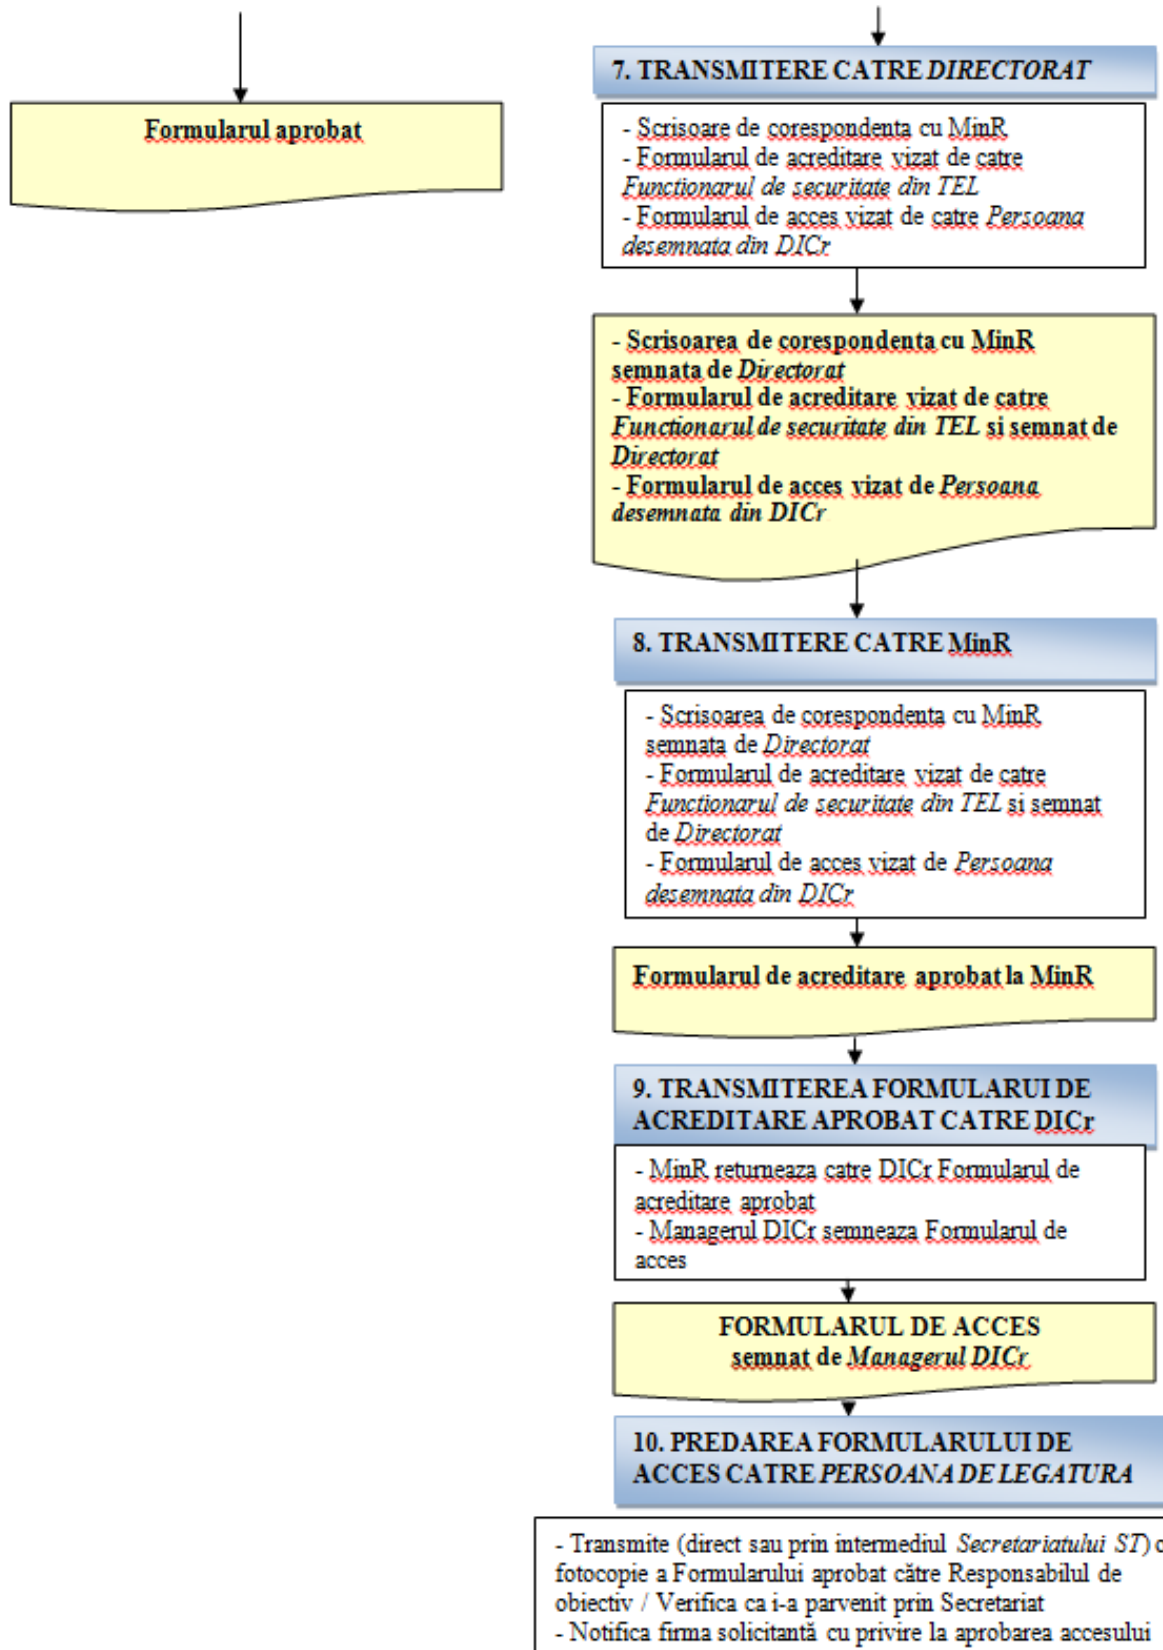 Formularul aprobat
7. TRANSMITERE CATRE DIRECTORAT
- Scrisoare de corespondenta cu MinR
- Formularul de acreditare vizat de catre
Functionarul de securitate din TEL
- Formularul de acces vizat de catre Persoana
desemnata din DICr
- Scrisoarea de corespondenta cu MinR
semnata de Directorat
- Formularul de acreditare vizat de catre
Functionarul de securitate din TEL si semnat de
Directorat
- Formularul de acces vizat de Persoana
desemnata din DICr
8. TRANSMITERE CATRE MinR
- Scrisoarea de corespondenta cu MinR
semnata de Directorat
- Formularul de acreditare vizat de catre
Functionarul de securitate din TEL si semnat
de Directorat
- Formularul de acces vizat de Persoana
desemnata din DICr
Formularul de acreditare aprobat la MinR
9. TRANSMITEREA FORMULARUI DE
ACREDITARE APROBAT CATRE DICr
- MinR returneaza catre DICr Formularul de
acreditare aprobat
- Managerul DICr semneaza Formularul de
acces
FORMULARUL DE ACCES
semnat de Managerul DICr
10. PREDAREA FORMULARULUI DE
ACCES CATRE PERSOANA DE LEGATURA
- Transmite (direct sau prin intermediul Secretariatului ST)
fotocopie a Formularului aprobat către Responsabilul de
obiectiv / Verifica ca i-a parvenit prin Secretariat
- Notifica firma solicitantă cu privire la aprobarea accesului